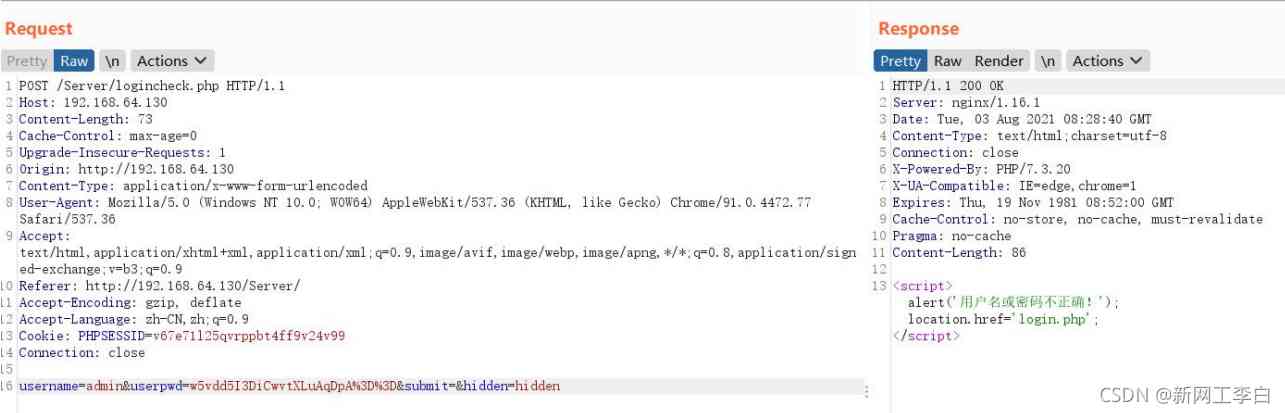 Request
Pretty Raw \n Actions
1 POST /Server/logincheck.php HTTP/1.1
2 Host: 192.168.64.130
3 Content-Length: 73
4 Cache-Control: max-age=0
5 Upgrade-Insecure-Requests: 1
6 Origin: http://192.168.64.130
7 Content-Type: application/x-www-form-urlencoded
8 User-Agent: Mozilla/5.0 (Windows NT 10.0; WOW64) AppleWebKit/537.36 (KHTML, like Gecko) Chrome/91.0.4472.77
Safari/537.36
9 Accept:
text/html,application/xhtml+xml,application/xml;q=0.9,image/avif,image/webp,image/apng,*/*;q=0.8,application/sign
ed-exchange;v=b3;q=0.9
10 Referer: http://192.168.64.130/Server/
11 Accept-Encoding: gzip, deflate
12 Accept-Language: zh-CN,zh;q=0.9
13 Cookie: PHPSESSID=v67e71l25qvrppbt4ff9v24v99
14 Connection: close
15
16 username=admin&userpwd=w5vdd5I3DiCwvtXLuAqDpA%3D%3D&submit=&hidden=hidden
Response
Pretty Raw Render \n Actions
1 HTTP/1.1 200 OK
2 Server: nginx/1.16.1
3 Date: Tue, 03 Aug 2021 08:28:40 GMT
4 Content-Type: text/html;charset=utf-8
5 Connection: close
6 X-Powered-By: PHP/7.3.20
7 X-UA-Compatible: IE=edge,chrome=1
8 Expires: Thu, 19 Nov 1981 08:52:00 GMT
9 Cache-Control: no-store, no-cache, must-revalidate
10 Pragma: no-cache
11 Content-Length: 86
12
13 <script>
alert('用户名或密码不正确！');
location.href='login.php';
</script>
CSDN @新网工李白